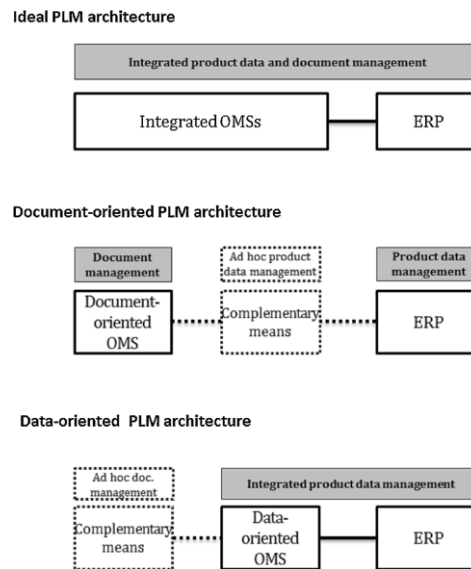 Ideal PLM architecture
Integrated product data and document management
Integrated OMSs
ERP
Document-oriented PLM architecture
Document
management
Ad hoc product
data management
Product data
management
Document-
oriented
OMS
Complementary
means
ERP
Data-oriented PLM architecture
Ad hoc doc.
management
Integrated product data management
Complementary
means
Data-
oriented
OMS
ERP